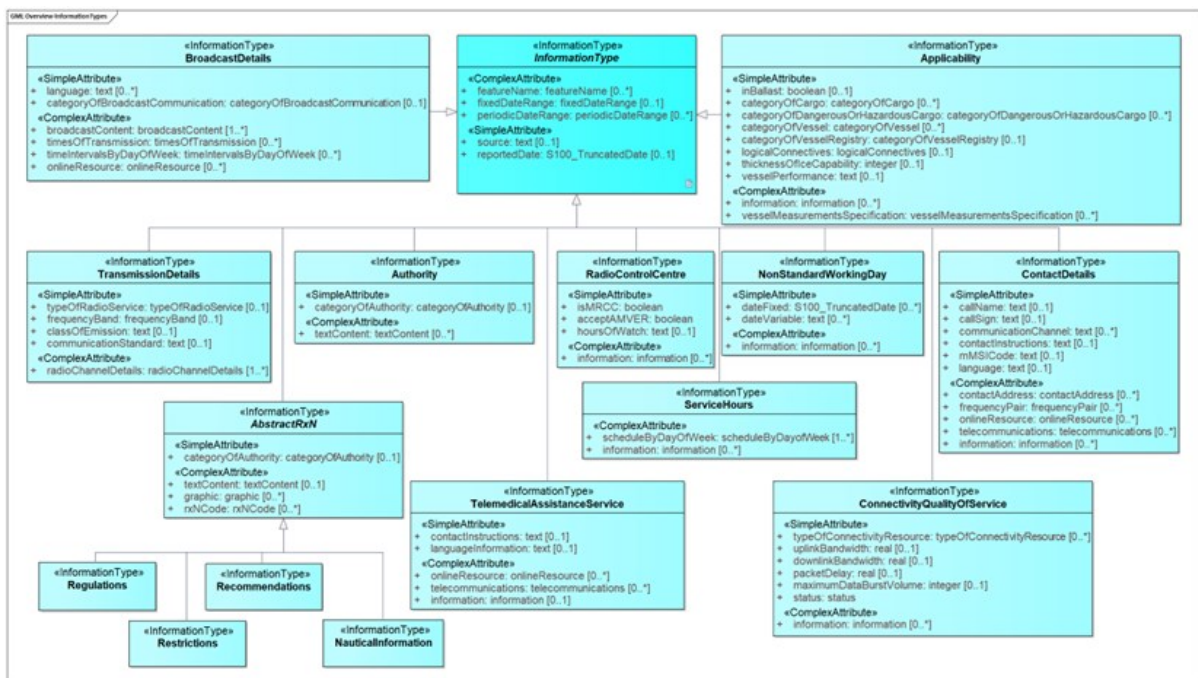 GML Overview-InformationTypes
«InformationType»
BroadcastDetails
«SimpleAttribute»
+ language: text [0..*]
+ categoryOfBroadcastCommunication: categoryOfBroadcastCommunication [0..1]
«ComplexAttribute»
+ broadcastContent: broadcastContent [1..*]
+ timesOfTransmission: timesOfTransmission [0..*]
+ timeIntervalsByDayOfWeek: timeIntervalsByDayOfWeek [0..*]
+ onlineResource: onlineResource [0..*]
«InformationType»
InformationType
«ComplexAttribute»
+ featureName: featureName [0..*]
+ fixedDateRange: fixedDateRange [0..1]
+ periodicDateRange: periodicDateRange [0..*]
«SimpleAttribute»
+ source: text [0..1]
+ reportedDate: S100_TruncatedDate [0..1]
«InformationType»
Applicability
«SimpleAttribute»
+ inBallast: boolean [0..1]
+ categoryOfCargo: categoryOfCargo [0..*]
+ categoryOfDangerousOrHazardousCargo: categoryOfDangerousOrHazardousCargo [0..*]
+ categoryOfVessel: categoryOfVessel [0..*]
+ categoryOfVesselRegistry: categoryOfVesselRegistry [0..1]
+ logicalConnectives: logicalConnectives [0..1]
+ thicknessOfIceCapability: integer [0..1]
+ vesselPerformance: text [0..1]
«ComplexAttribute»
+ information: information [0..*]
+ vesselMeasurementsSpecification: vesselMeasurementsSpecification [0..*]
«InformationType»
TransmissionDetails
«SimpleAttribute»
+ typeOfRadioService: typeOfRadioService [0..1]
+ frequencyBand: frequencyBand [0..1]
+ classOfEmission: text [0..1]
+ communicationStandard: text [0..1]
«ComplexAttribute»
+ radioChannelDetails: radioChannelDetails [1..*]
«InformationType»
Authority
«SimpleAttribute»
+ categoryOfAuthority: categoryOfAuthority [0..1]
«ComplexAttribute»
+ textContent: textContent [0..*]
«InformationType»
RadioControlCentre
«SimpleAttribute»
+ isMRCC: boolean
+ acceptAMVER: boolean
+ hoursOfWatch: text [0..1]
«ComplexAttribute»
+ information: information [0..*]
«InformationType»
NonStandardWorkingDay
«SimpleAttribute»
+ dateFixed: S100_TruncatedDate [0..*]
+ dateVariable: text [0..*]
«ComplexAttribute»
+ information: information [0..*]
«InformationType»
ContactDetails
«SimpleAttribute»
+ callName: text [0..1]
+ callSign: text [0..1]
+ communicationChannel: text [0..*]
+ contactInstructions: text [0..1]
+ mMSICode: text [0..1]
+ language: text [0..1]
«ComplexAttribute»
+ contactAddress: contactAddress [0..*]
+ frequencyPair: frequencyPair [0..*]
+ onlineResource: onlineResource [0..*]
+ telecommunications: telecommunications [0..*]
+ information: information [0..*]
«InformationType»
ServiceHours
«ComplexAttribute»
+ scheduleByDayOfWeek: scheduleByDayofWeek [1..*]
+ information: information [0..*]
«InformationType»
AbstractRxN
«SimpleAttribute»
+ categoryOfAuthority: categoryOfAuthority [0..1]
«ComplexAttribute»
+ textContent: textContent [0..1]
+ graphic: graphic [0..*]
+ rxNCode: rxNCode [0..*]
«InformationType»
TelemedicalAssistanceService
«SimpleAttribute»
+ contactInstructions: text [0..1]
+ languageInformation: text [0..1]
«ComplexAttribute»
+ onlineResource: onlineResource [0..*]
+ telecommunications: telecommunications [0..*]
+ information: information [0..1]
«InformationType»
ConnectivityQualityOfService
«SimpleAttribute»
+ typeOfConnectivityResource: typeOfConnectivityResource [0..*]
+ uplinkBandwidth: real [0..1]
+ downlinkBandwidth: real [0..1]
+ packetDelay: real [0..1]
+ maximumDataBurstVolume: integer [0..1]
+ status: status
«ComplexAttribute»
+ information: information [0..*]
«InformationType»
Regulations
«InformationType»
Recommendations
«InformationType»
Restrictions
«InformationType»
NauticalInformation